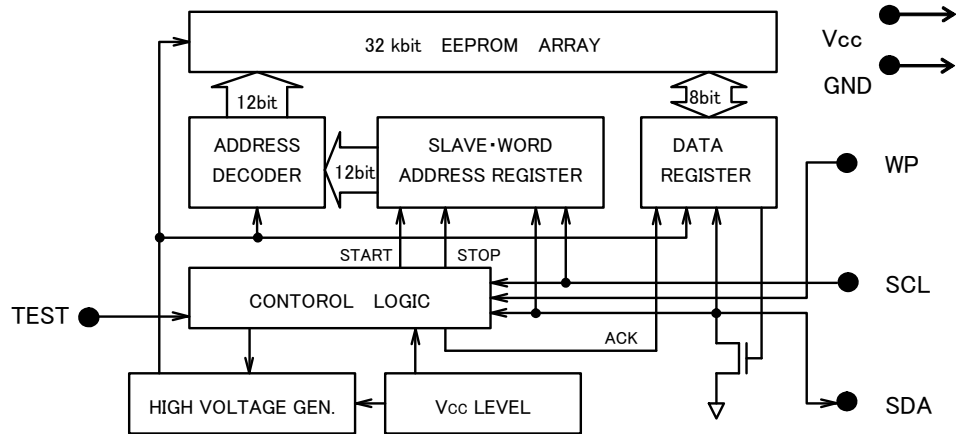 32 kbit EEPROM ARRAY
Vcc
GND
12bit
8bit
ADDRESS
DECODER
12bit
SLAVE・WORD
ADDRESS REGISTER
DATA
REGISTER
WP
START
STOP
CONTOROL LOGIC
SCL
TEST
ACK
HIGH VOLTAGE GEN.
Vcc LEVEL
SDA